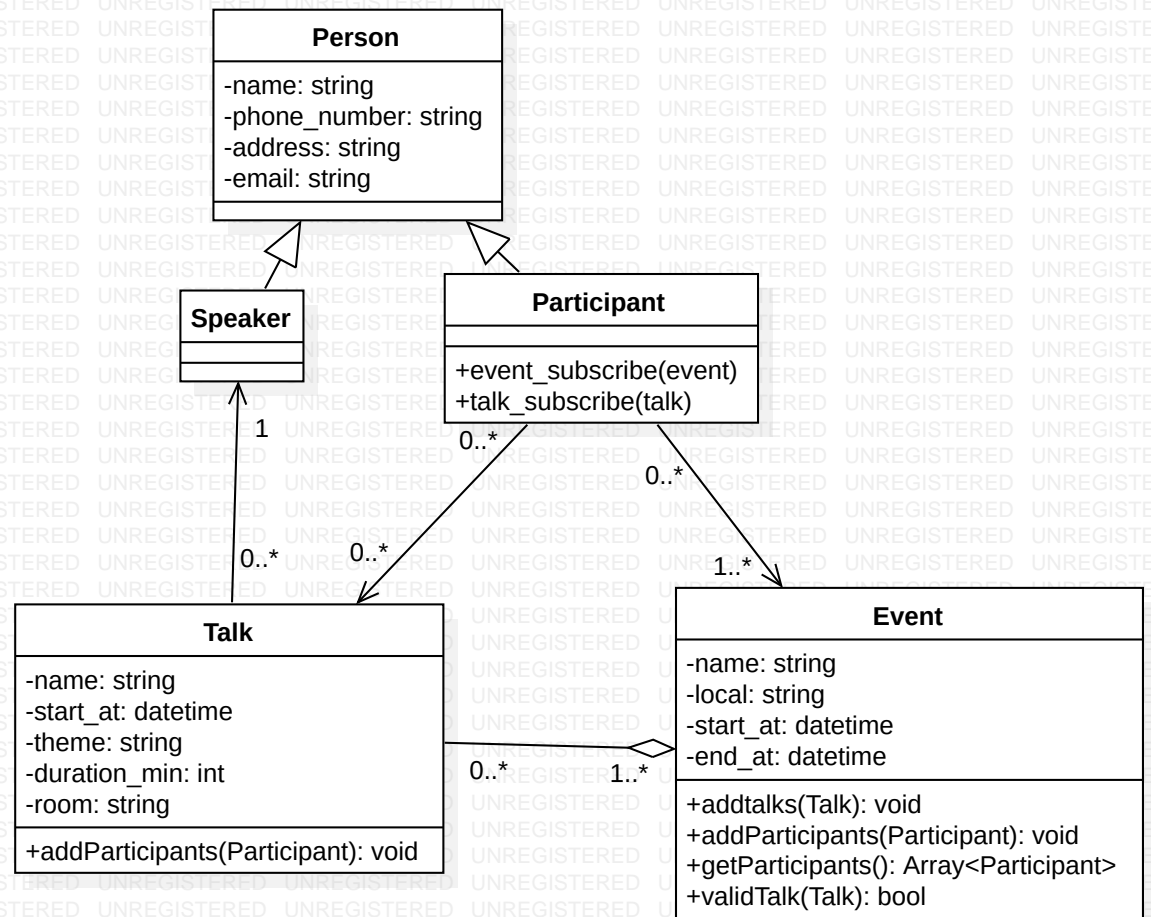 Person
-name: string
-phone_number: string
-address: string
-email: string
Speaker
Participant
+event_subscribe(event)
+talk_subscribe(talk)
1
0..*
0..*
0..*
0..*
1..*
Talk
-name: string
-start_at: datetime
-theme: string
-duration_min: int
-room: string
+addParticipants(Participant): void
0..*
1..*
Event
-name: string
-local: string
-start_at: datetime
-end_at: datetime
+addtalks(Talk): void
+addParticipants(Participant): void
+getParticipants(): Array<Participant>
+validTalk(Talk): bool
UNREGISTERED